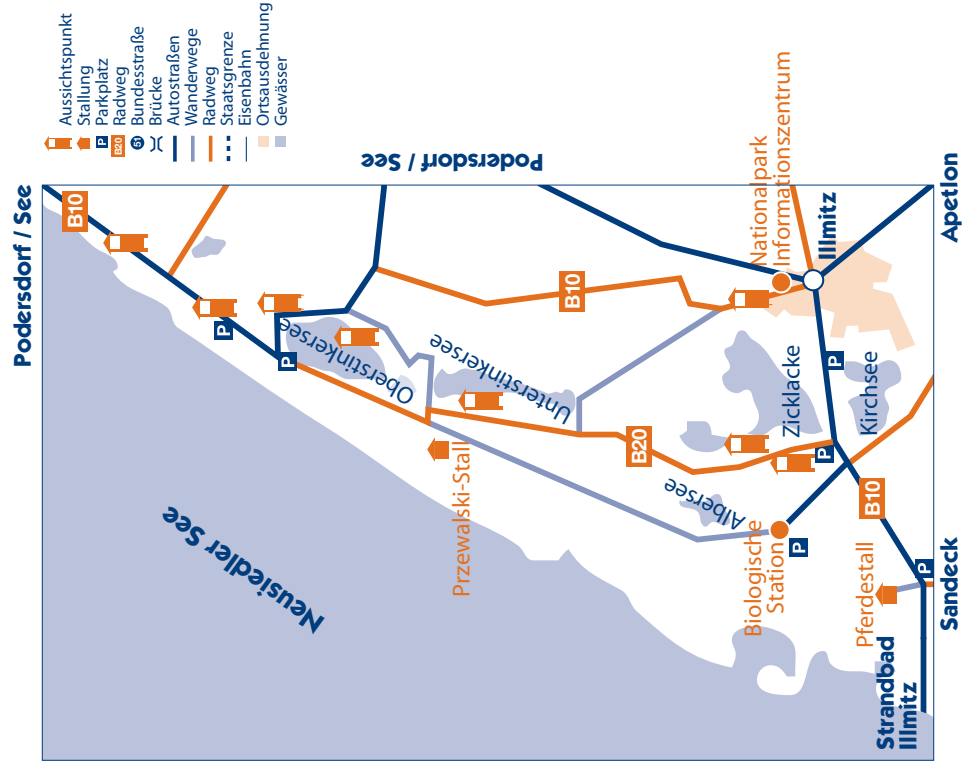 Podersdorf / See
Aussichtspunkt
Stallung
P Parkplatz
B20 Radweg
51 Bundesstraße
Brücke
Autostraßen
Wanderwege
Radweg
Staatsgrenze
Eisenbahn
Ortsausdehnung
Gewässer
Podersdorf / See
B10
P
P
Oberstinkersee
Unterstinkersee
B10
Neusiedler See
Przewalski-Stall
B20
Nationalpark
Informationszentrum
Illmitz
Zicklacke
P
Kirchsee
P
Albersee
Biologische
Station
P
B10
Pferdestall
P
Strandbad
Illmitz
Sandeck
Apetlon